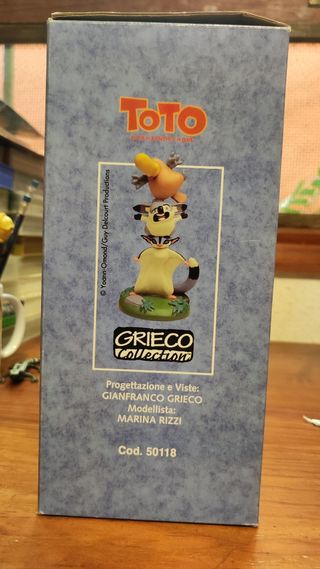 TOTO
© Yoann-Omond/Guy Delcourt Productions
GRIECO
Collection
Progettazione e Viste:
GIANFRANCO GRIECO
Modellista:
MARINA RIZZI
Cod. 50118